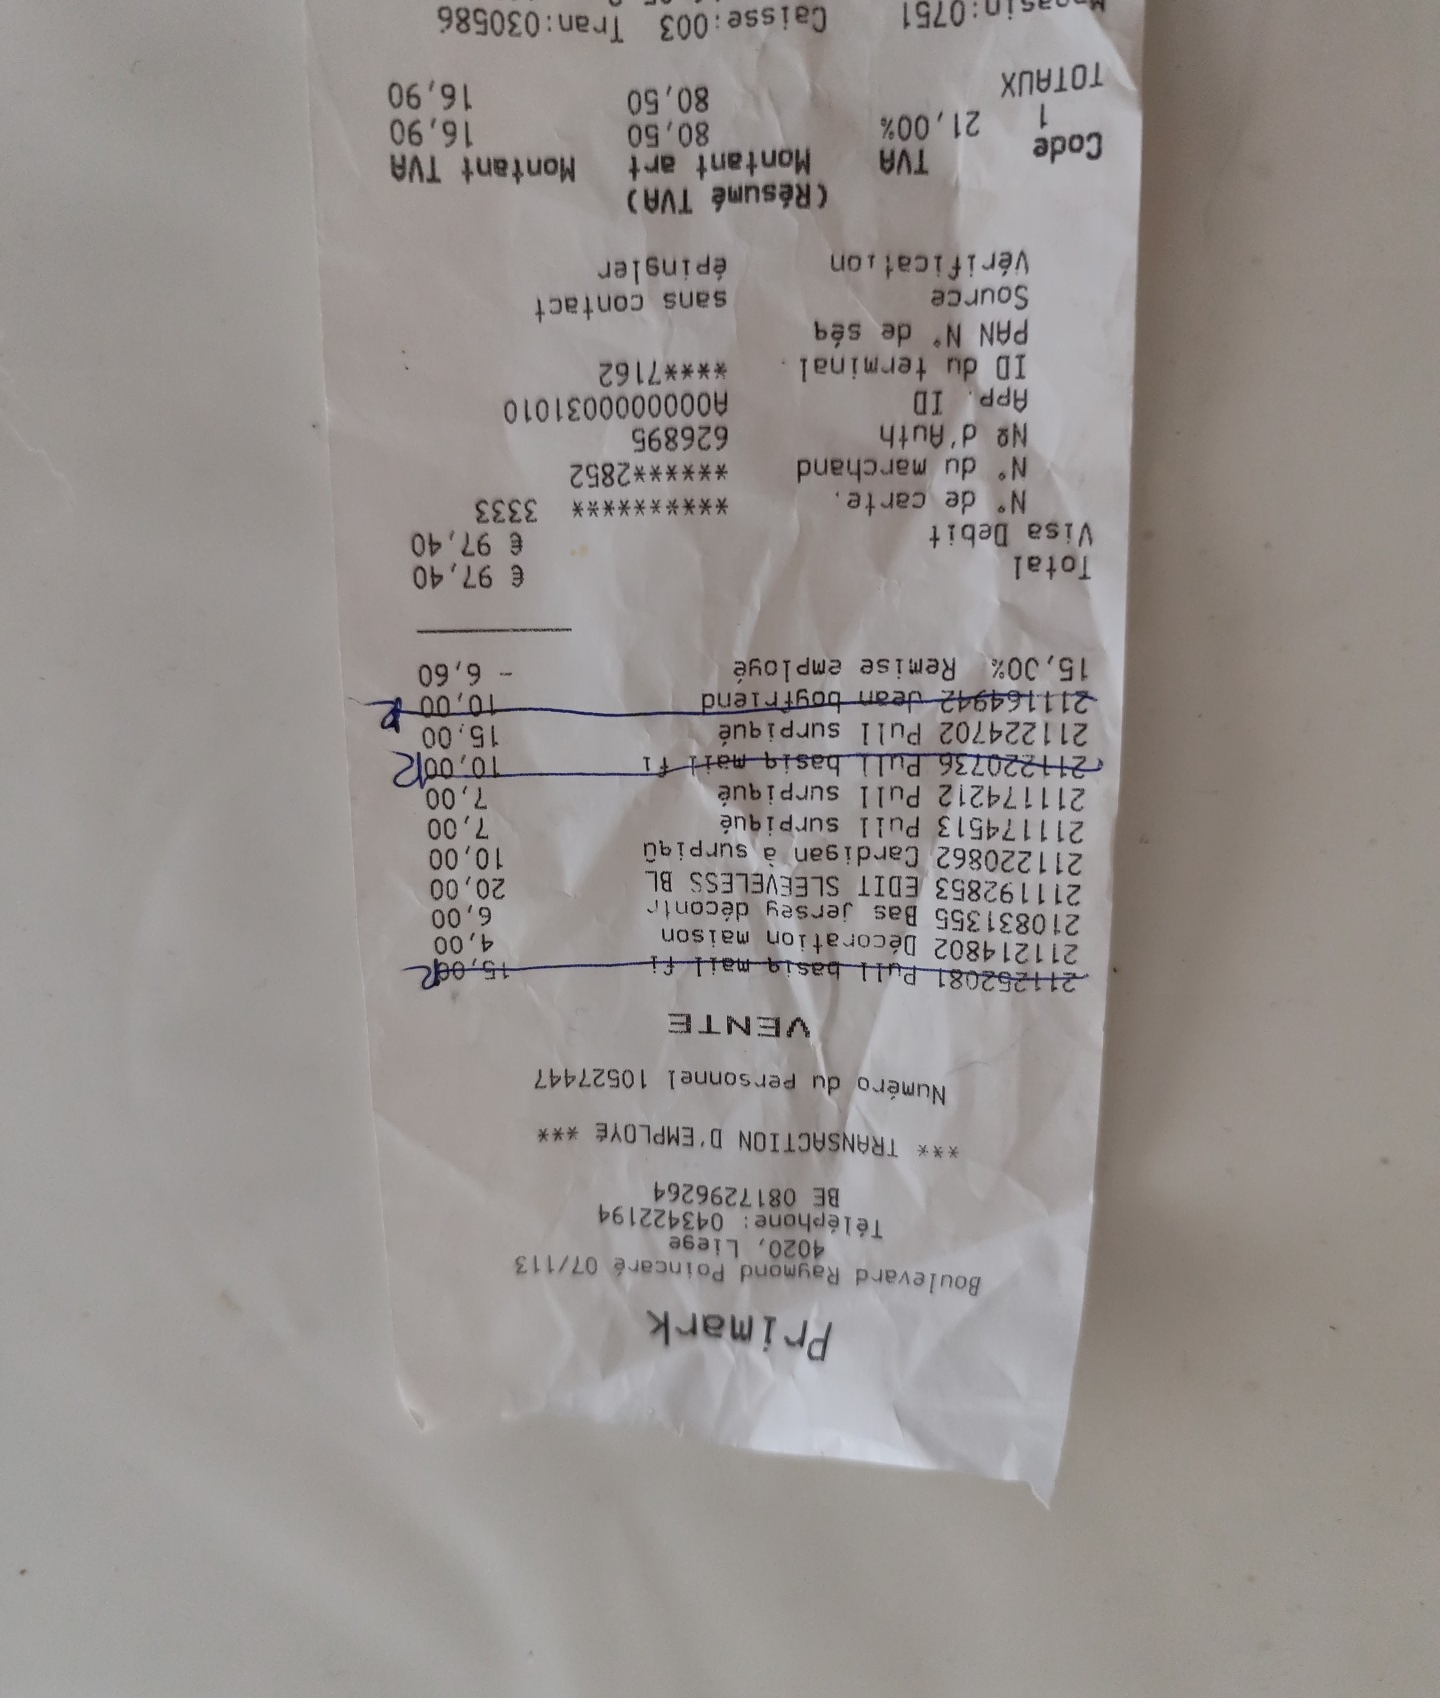 Primark
Boulevard Raymond Poincaré 07/113
4020, Liege
Téléphone: 043422194
BE 0817296264
*** TRANSACTION D'EMPLOYÉ ***
Numéro du Personnel 10527447
VENTE
211252081 Pull basiq mail fi 15,00
211214802 Décoration maison 4,00
210831355 Bas jersey décontr 6,00
211192853 EDIT SLEEVELESS BL 20,00
211220862 Cardigan à surpiqû 10,00
211174513 Pull surpiqué 7,00
211174212 Pull surpiqué 7,00
211220736 Pull basiq mail fi 10,00 R
211224702 Pull surpiqué 15,00
211164942 Jean boyfriend 10,00 R
15,00% Remise employé - 6,60
Total € 97,40
Visa Debit € 97,40
N° de carte. ************ 3333
N° du marchand *******2852
Nº d'Auth 626895
App. ID A0000000031010
ID du terminal. ****7162
PAN N° de séq
Source sans contact
Vérification épingler
(Résumé TVA)
Code TVA Montant art Montant TVA
1 21,00% 80,50 16,90
TOTAUX 80,50 16,90
Magasin:0751 Caisse:003 Tran:030586